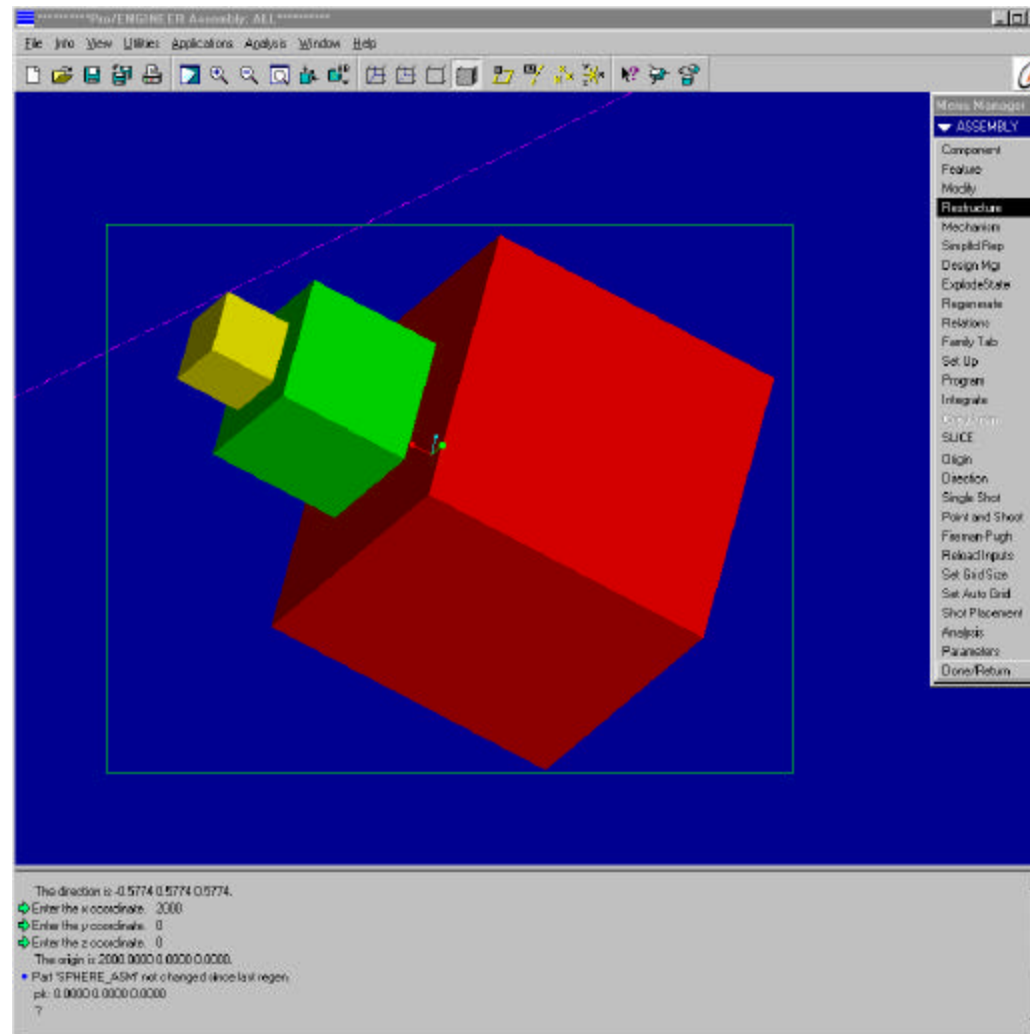 **********Pro/ENGINEER Assembly: ALL**********
File Info View Utilities Applications Analysis Window Help
Menu Manager
ASSEMBLY
Component
Feature
Modify
Restructure
Mechanism
Simplfd Rep
Design Mgr
ExplodeState
Regenerate
Relations
Family Tab
Set Up
Program
Integrate
SLICE
Origin
Direction
Single Shot
Point and Shoot
Fireman-Pugh
Reload Inputs
Set Grid Size
Set Auto Grid
Shot Placement
Analysis
Parameters
Done/Return
The direction is -0.5774 0.5774 0.5774.
Enter the x coordinate. 2000
Enter the y coordinate. 0
Enter the z coordinate. 0
The origin is 2000.0000 0.0000 0.0000.
Part 'SPHERE_ASM' not changed since last regen.
pk: 0.0000 0.0000 0.0000
?